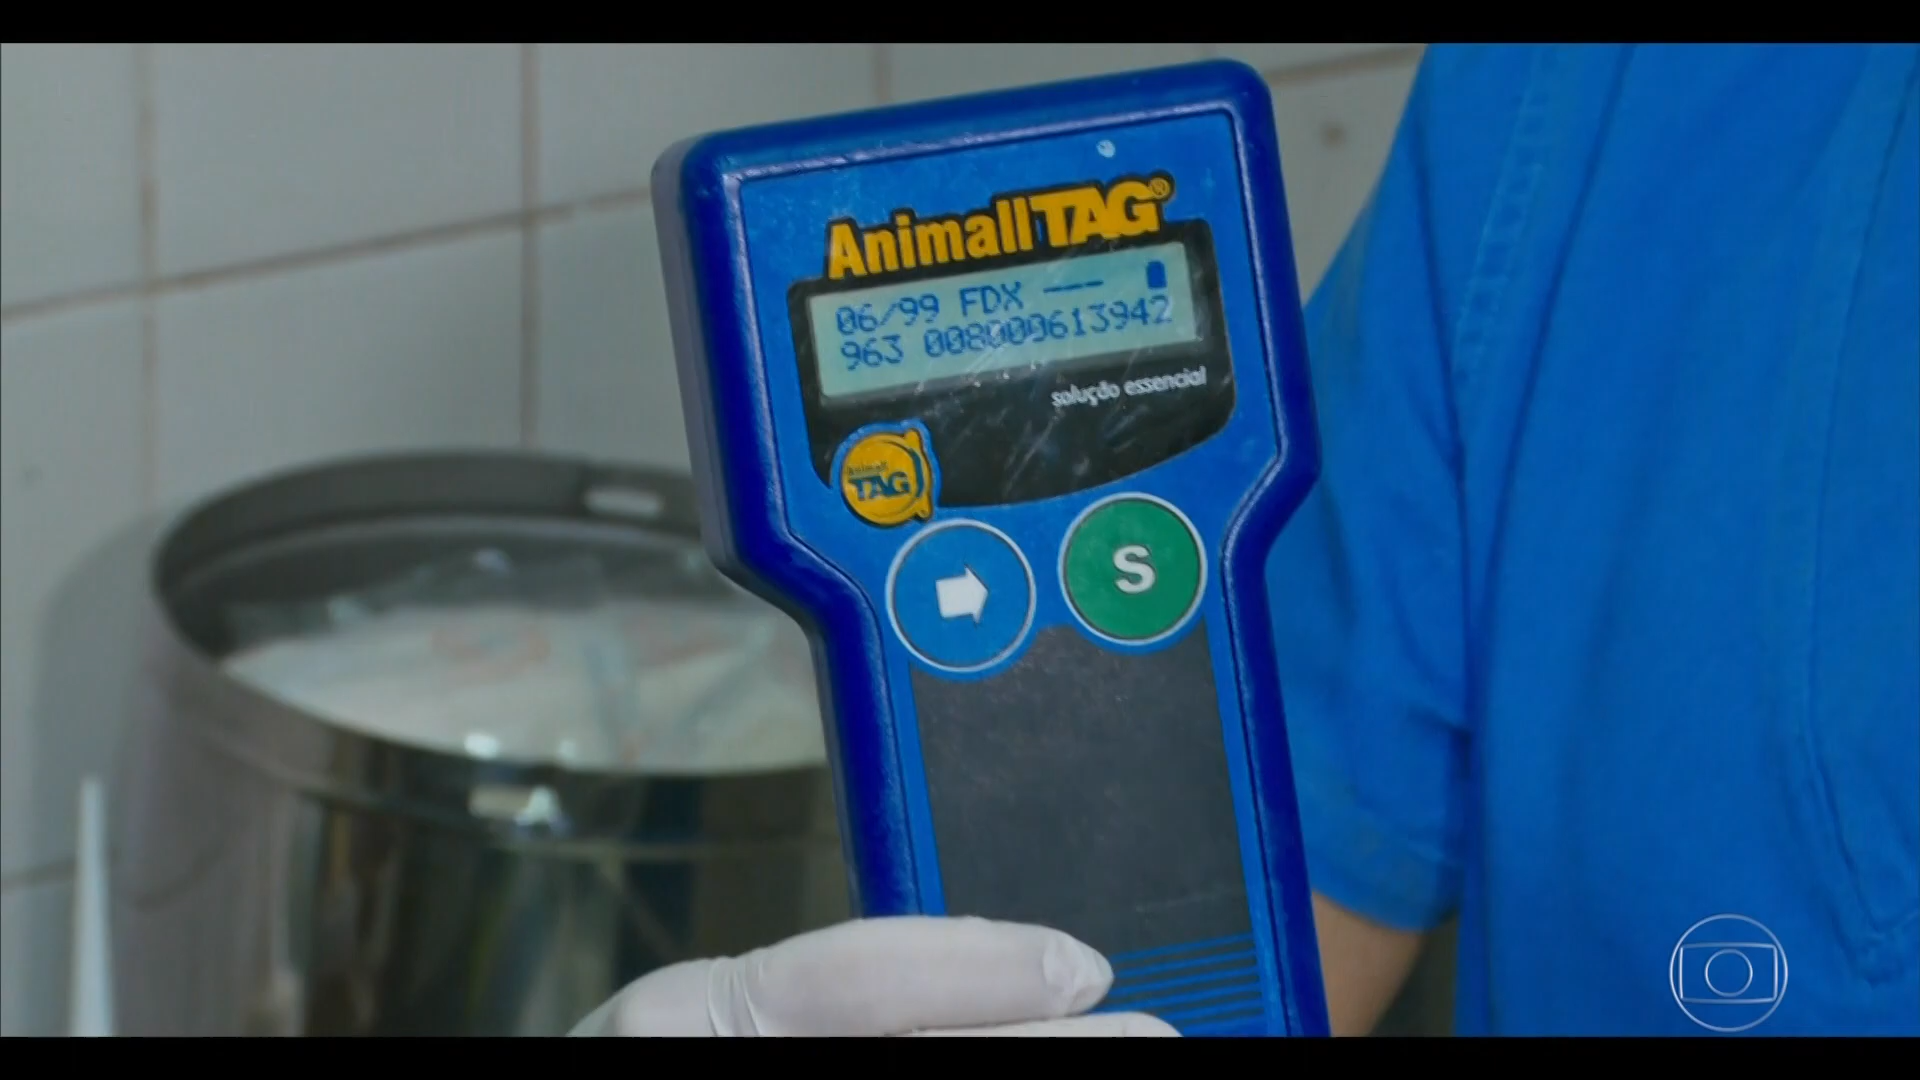 AnimallTAG®
06/99 FDX ---
963 008000613942
solução essencial
Animall
TAG
S